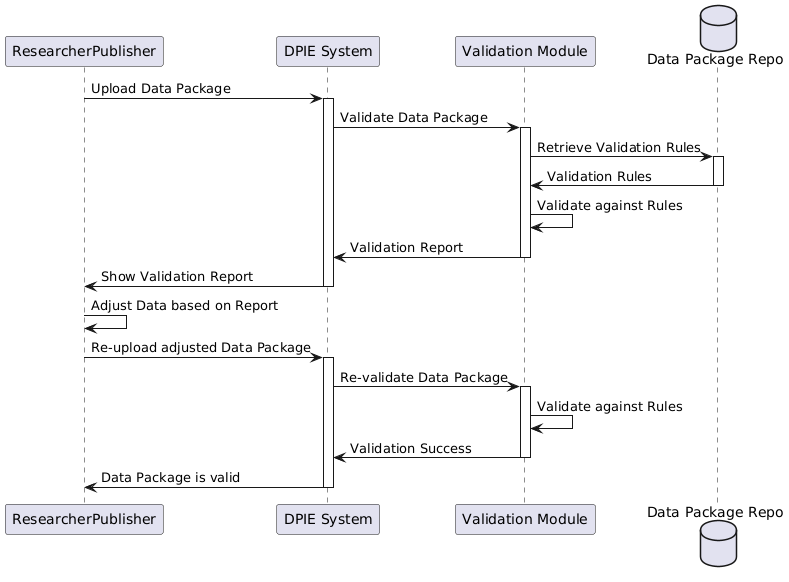 ResearcherPublisher
DPIE System
Validation Module
Data Package Repo
Upload Data Package
Validate Data Package
Retrieve Validation Rules
Validation Rules
Validate against Rules
Validation Report
Show Validation Report
Adjust Data based on Report
Re-upload adjusted Data Package
Re-validate Data Package
Validate against Rules
Validation Success
Data Package is valid
ResearcherPublisher
DPIE System
Validation Module
Data Package Repo